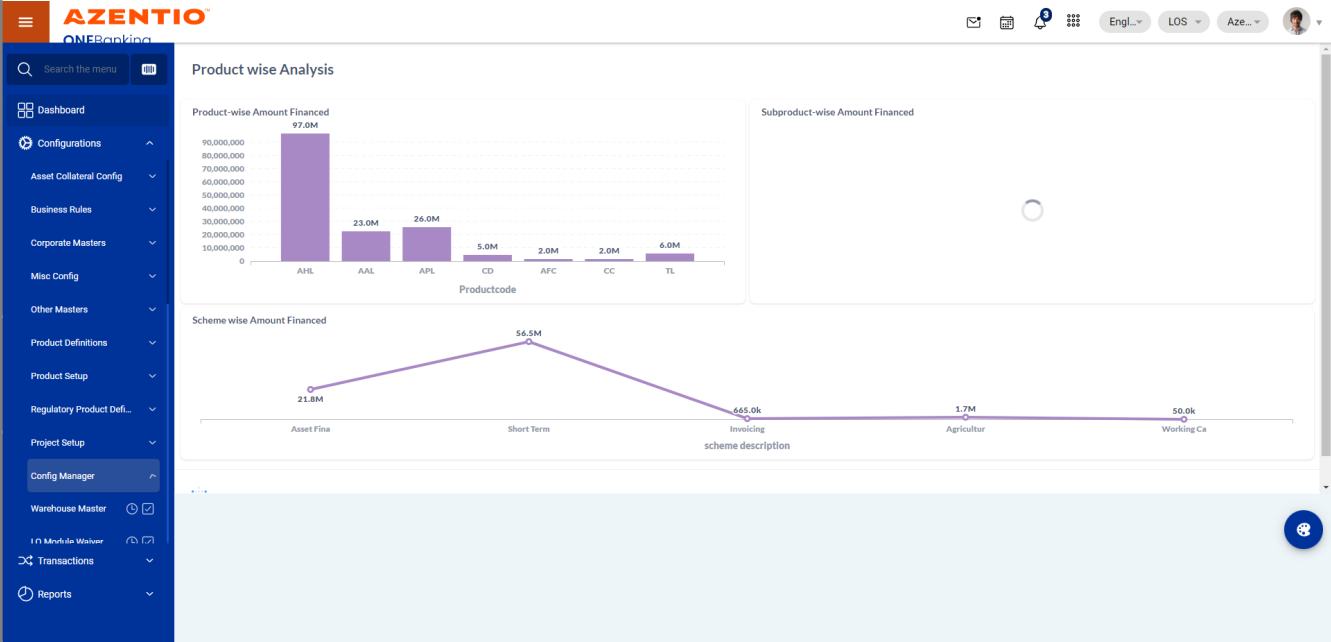 AZENTIO
ONEBanking
3
Engl...
LOS
Aze...
Search the menu
Dashboard
Configurations
Asset Collateral Config
Business Rules
Corporate Masters
Misc Config
Other Masters
Product Definitions
Product Setup
Regulatory Product Defi...
Project Setup
Config Manager
Warehouse Master
LO Module Waiver
Transactions
Reports
Product wise Analysis
Product-wise Amount Financed
97.0M
90,000,000
80,000,000
70,000,000
60,000,000
50,000,000
40,000,000
30,000,000
20,000,000
10,000,000
0
23.0M
26.0M
5.0M
2.0M
2.0M
6.0M
AHL AAL APL CD AFC CC TL
Productcode
Subproduct-wise Amount Financed
Scheme wise Amount Financed
56.5M
21.8M
665.0k
1.7M
50.0k
Asset Fina Short Term Invoicing Agricultur Working Ca
scheme description